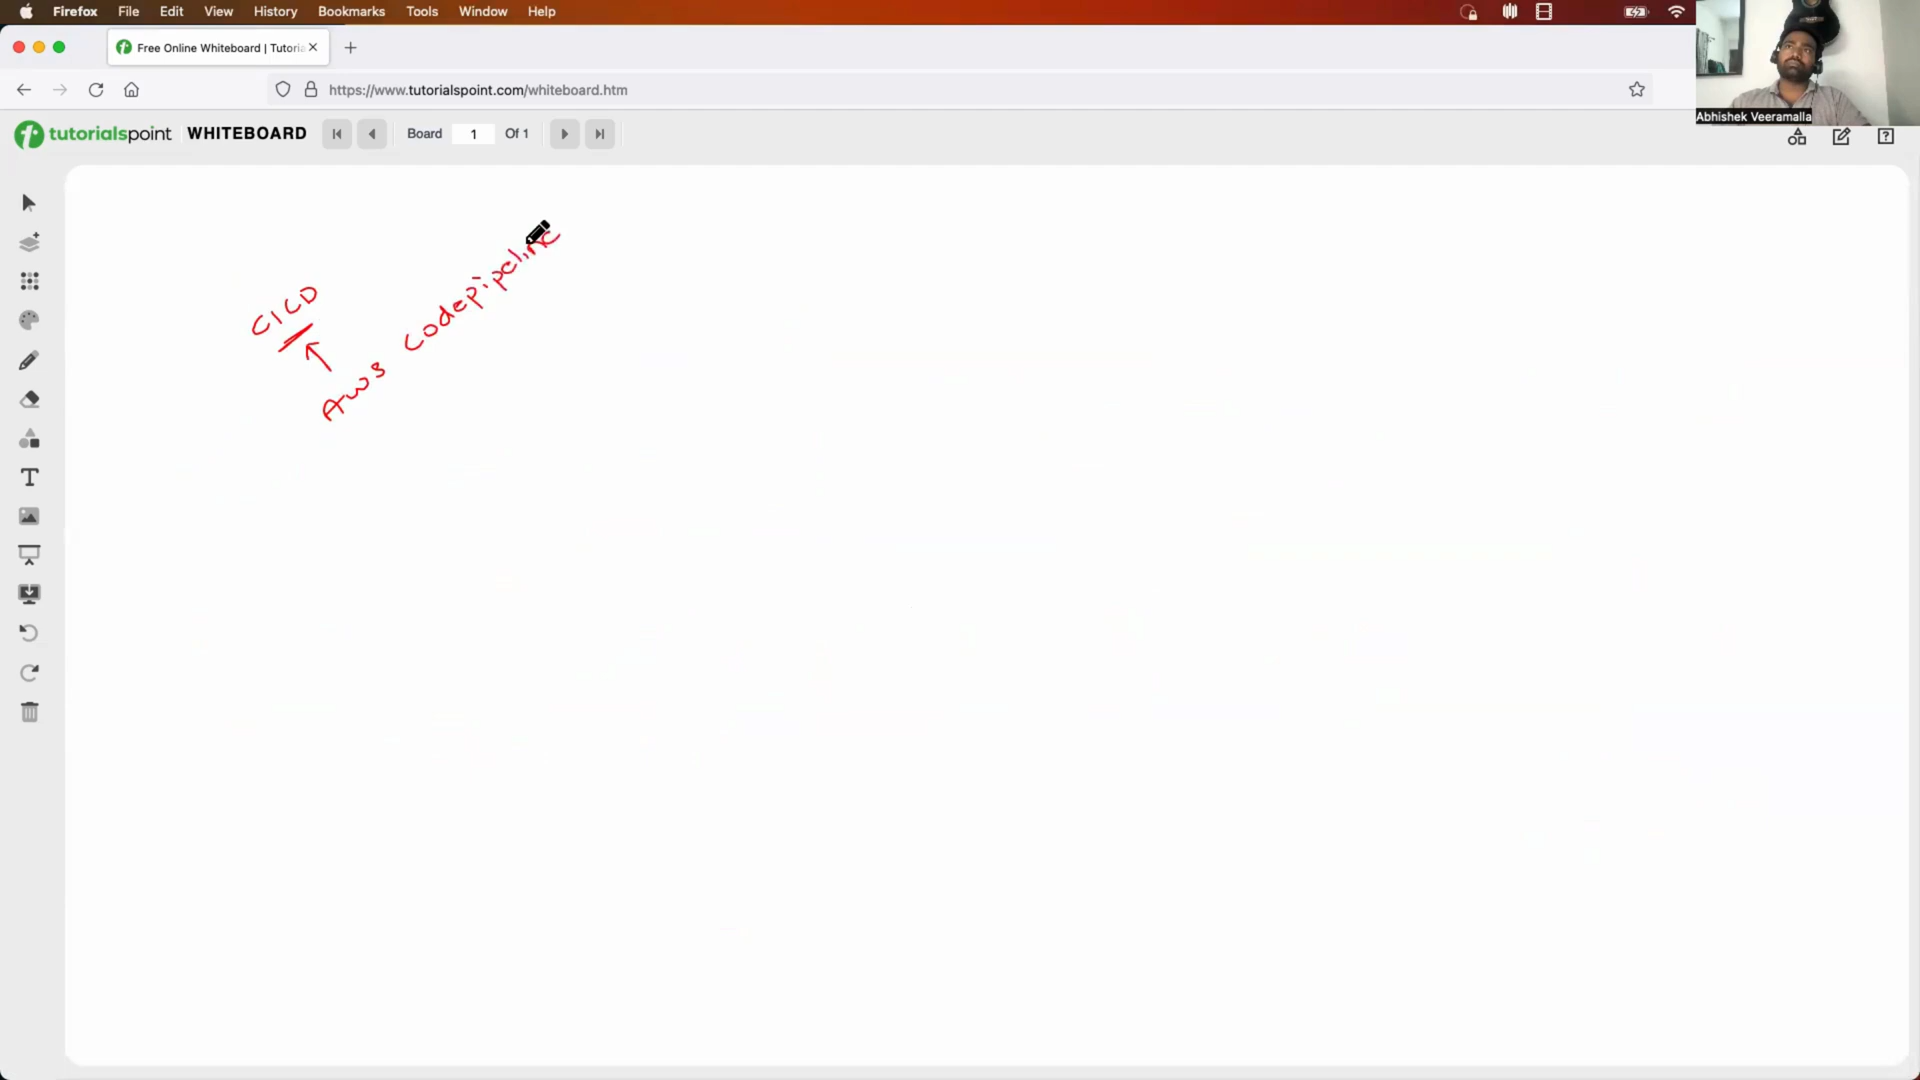 Firefox File Edit View History Bookmarks Tools Window Help
Free Online Whiteboard | Tutoria
https://www.tutorialspoint.com/whiteboard.htm
Abhishek Veeramalla
tutorialspoint WHITEBOARD Board 1 Of 1
CICD
AWS Codepipeline
T